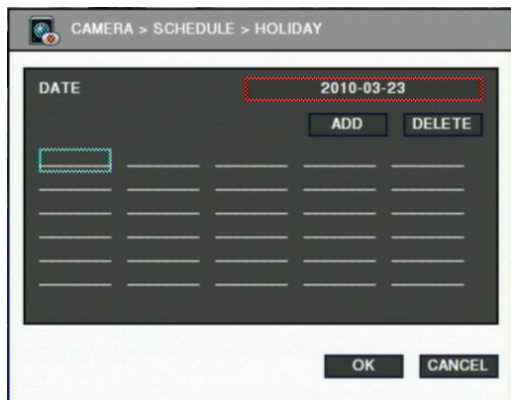 CAMERA > SCHEDULE > HOLIDAY
DATE 2010-03-23
ADD DELETE
OK CANCEL